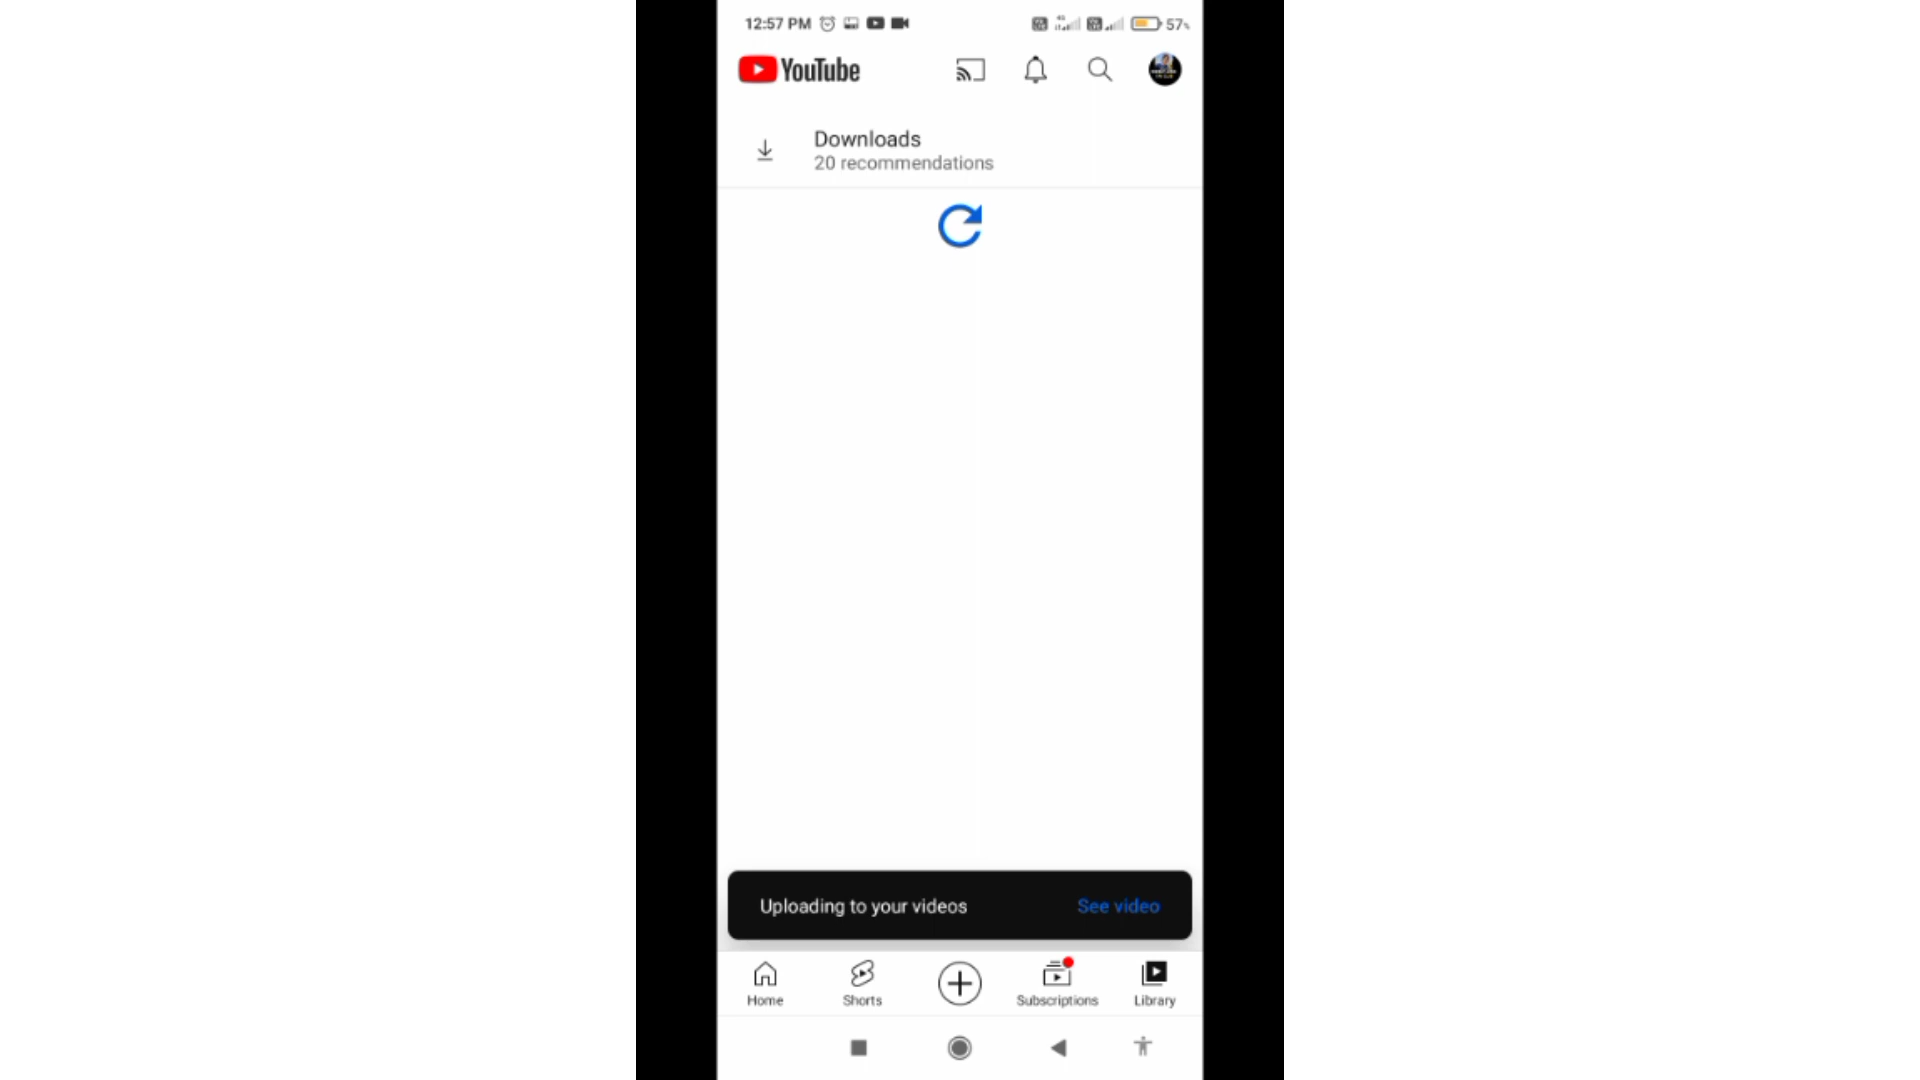 12:57 PM
57%
YouTube
Downloads
20 recommendations
Uploading to your videos
See video
Home
Shorts
Subscriptions
Library